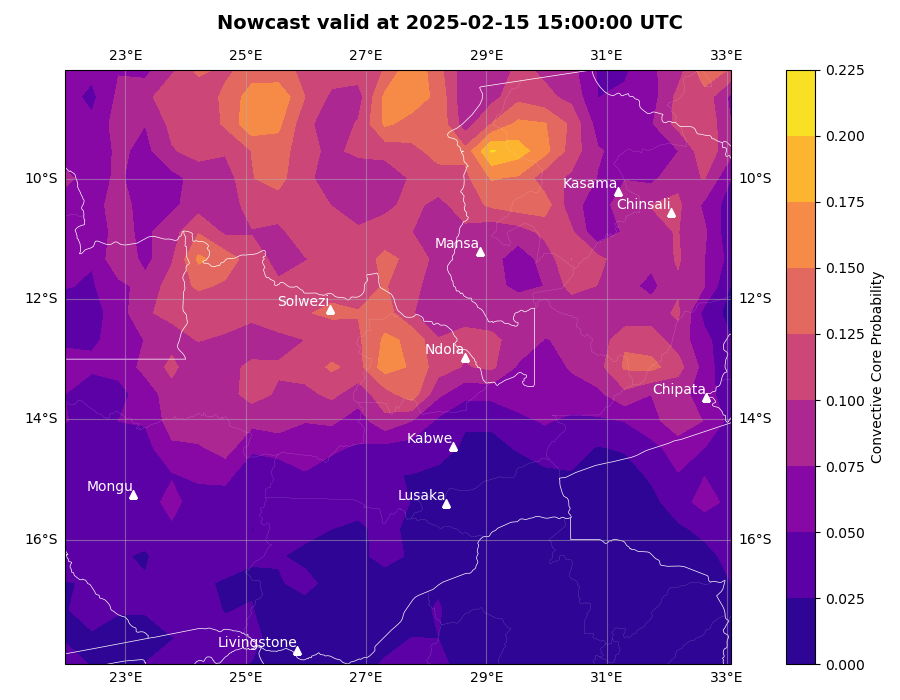 Nowcast valid at 2025-02-15 15:00:00 UTC
23°E 25°E 27°E 29°E 31°E 33°E
0.225
0.200
10°S 10°S
Kasama
0.175
Chinsali
Mansa
0.150
12°S 12°S
Solwezi
0.125
Ndola
Convective Core Probability
Chipata
0.100
14°S 14°S
Kabwe
0.075
Mongu
Lusaka
0.050
16°S 16°S
0.025
Livingstone
0.000
23°E 25°E 27°E 29°E 31°E 33°E